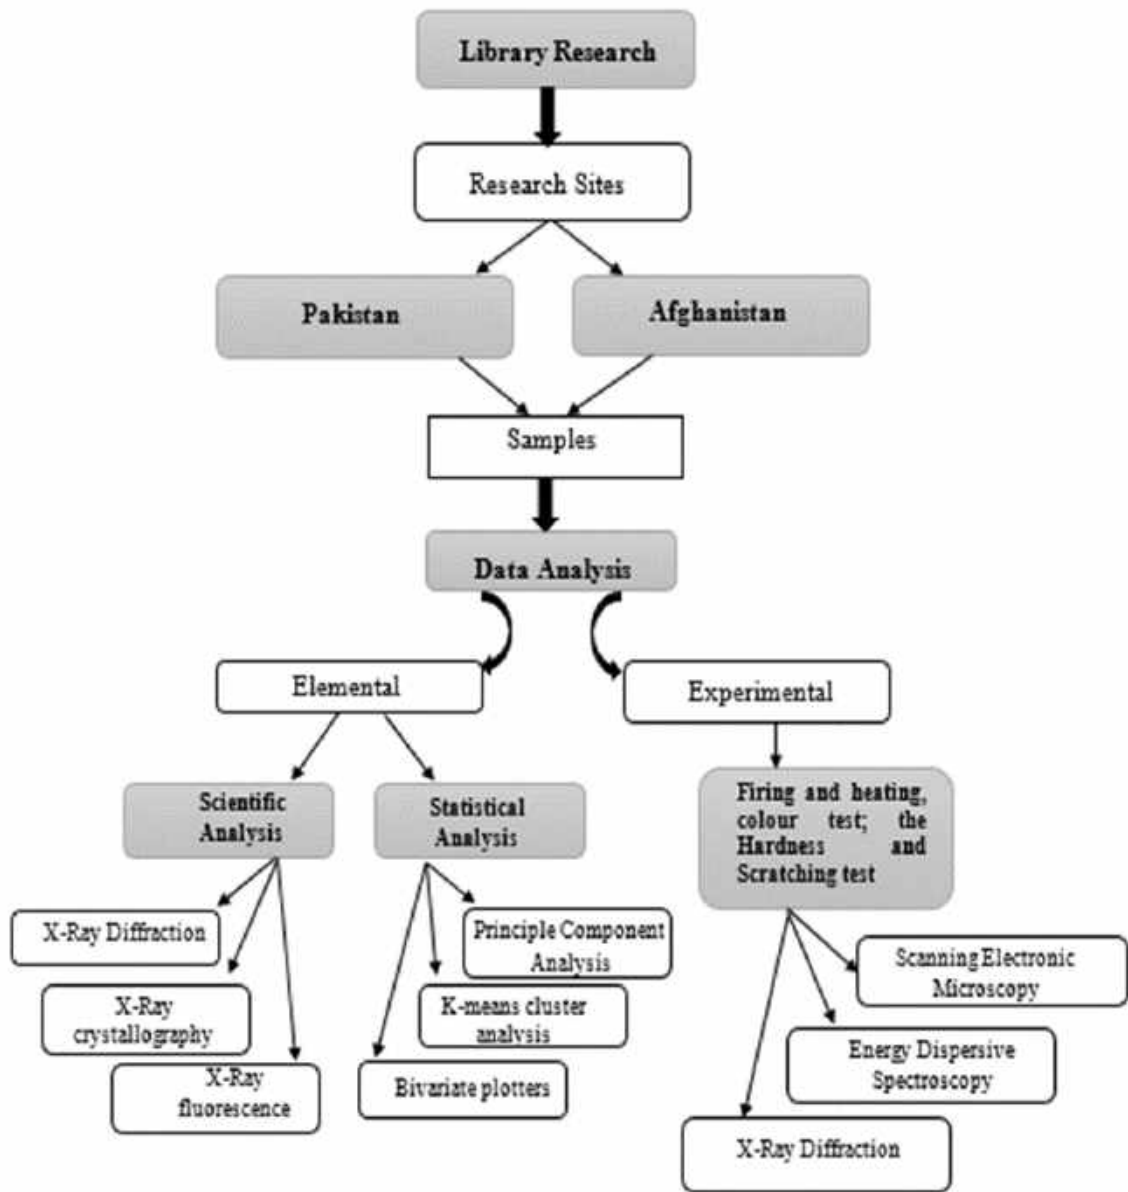 Library Research
Research Sites
Pakistan
Afghanistan
Samples
Data Analysis
Elemental
Experimental
Scientific
Analysis
Statistical
Analysis
Firing and heating,
colour test; the
Hardness and
Scratching test
X-Ray Diffraction
X-Ray
crystallography
X-Ray
fluorescence
Principle Component
Analysis
K-means cluster
analysis
Bivariate plotters
Scanning Electronic
Microscopy
Energy Dispersive
Spectroscopy
X-Ray Diffraction